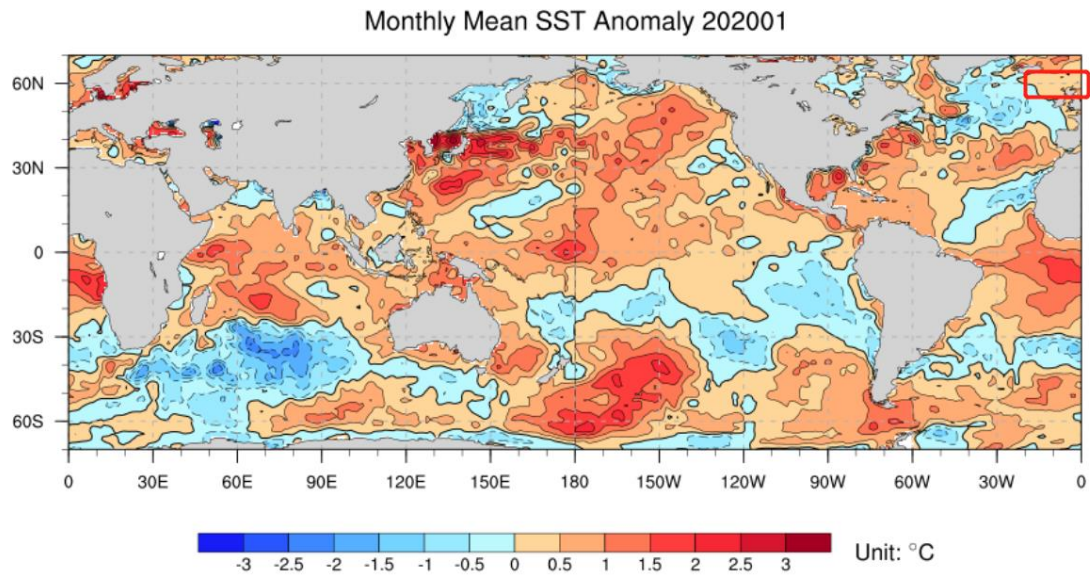 Monthly Mean SST Anomaly 202001
60N
30N
0
30S
60S
0 30E 60E 90E 120E 150E 180 150W 120W 90W 60W 30W 0
-3 -2.5 -2 -1.5 -1 -0.5 0 0.5 1 1.5 2 2.5 3
Unit: °C